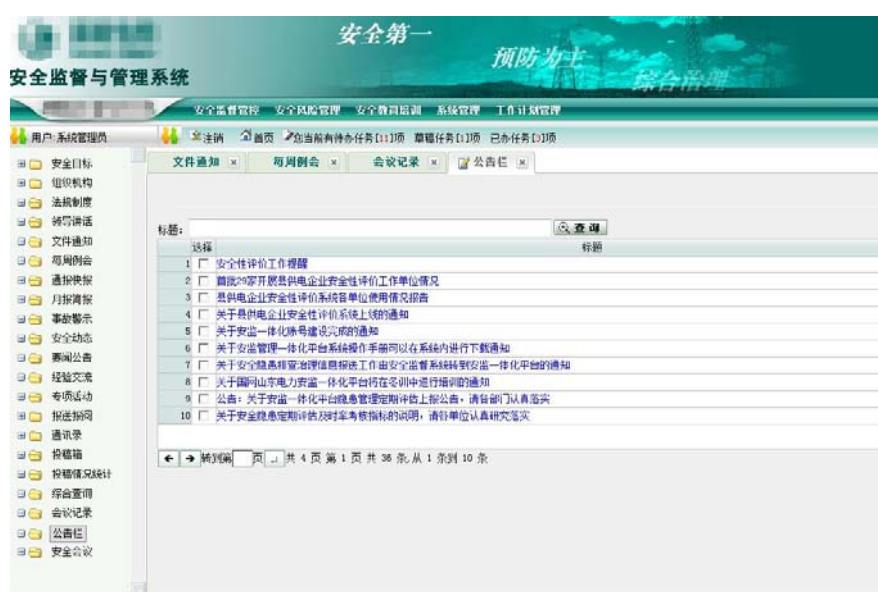 安全第一
预防为主
综合治理
安全监督与管理系统
安全监督管控 安全风险管理 安全教育培训 系统管理 工作计划管理
用户:系统管理员
注销 首页 您当前有待办任务[11]项 草稿任务[1]项 已办任务[3]项
文件通知 每周例会 会议记录 公告栏
安全目标
组织机构
法规制度
领导讲话
文件通知
每周例会
通报快报
月报简报
事故警示
安全动态
要闻公告
经验交流
专项活动
报送报阅
通讯录
投稿箱
投稿情况统计
综合查询
会议记录
公告栏
安全会议
标题: 查询
选择 标题
1 安全性评价工作提醒
2 首批29家开展县供电企业安全性评价工作单位情况
3 县供电企业安全性评价系统各单位使用情况报告
4 关于县供电企业安全性评价系统上线的通知
5 关于安监一体化账号建设完成的通知
6 关于安监管理一体化平台系统操作手册可以在系统内进行下载通知
7 关于安全隐患排查治理信息报送工作由安全监督系统转到安监一体化平台的通知
8 关于国网山东电力安监一体化平台将在冬训中进行培训的通知
9 公告:关于安监一体化平台隐患管理定期评估上报公告,请各部门认真落实
10 关于安全隐患定期评估及时率考核指标的说明,请各单位认真研究落实
转到第 页 共 4 页 第 1 页 共 36 条,从 1 条到 10 条